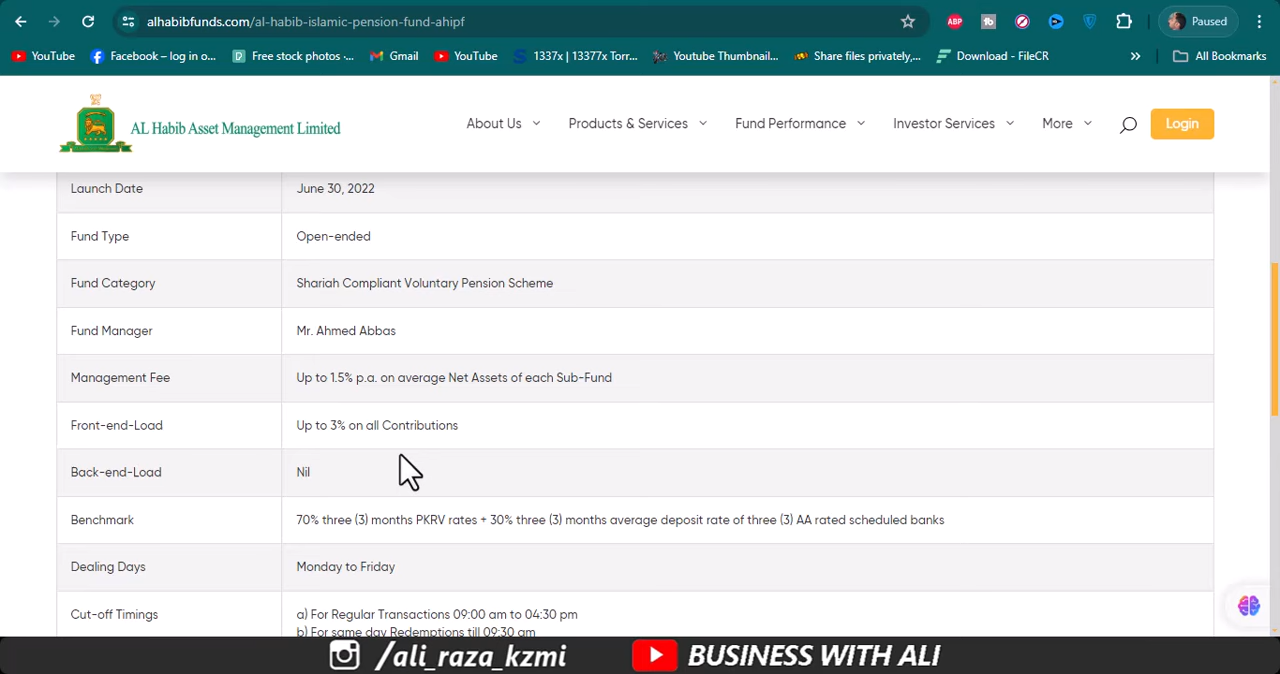 alhabibfunds.com/al-habib-islamic-pension-fund-ahipf
ABP
Paused
YouTube
Facebook – log in o...
Free stock photos -...
Gmail
YouTube
1337x | 13377x Torr...
Youtube Thumbnail...
Share files privately,...
Download - FileCR
All Bookmarks
AL Habib Asset Management Limited
About Us
Products & Services
Fund Performance
Investor Services
More
Login
Launch Date
June 30, 2022
Fund Type
Open-ended
Fund Category
Shariah Compliant Voluntary Pension Scheme
Fund Manager
Mr. Ahmed Abbas
Management Fee
Up to 1.5% p.a. on average Net Assets of each Sub-Fund
Front-end-Load
Up to 3% on all Contributions
Back-end-Load
Nil
Benchmark
70% three (3) months PKRV rates + 30% three (3) months average deposit rate of three (3) AA rated scheduled banks
Dealing Days
Monday to Friday
Cut-off Timings
a) For Regular Transactions 09:00 am to 04:30 pm
b) For same day Redemptions till 09:30 am
/ali_raza_kzmi
BUSINESS WITH ALI